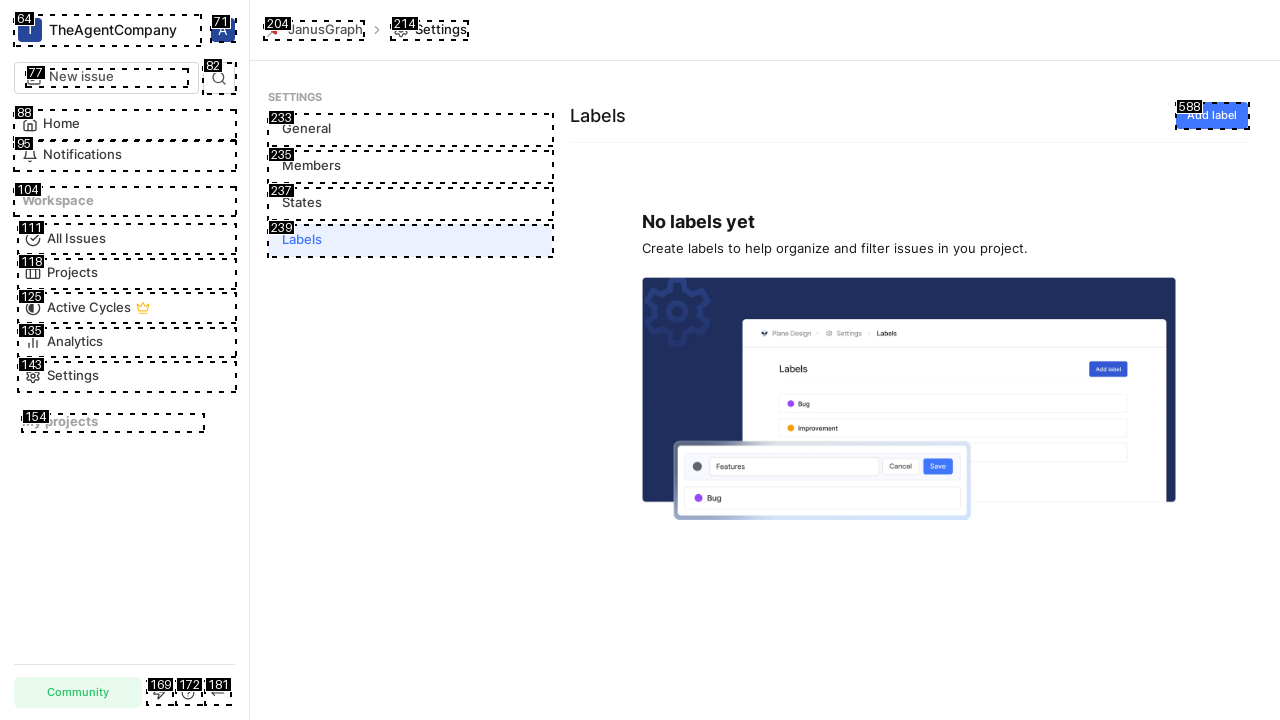 64
T
TheAgentCompany
71
A
77
New issue
82
88
Home
95
Notifications
104
Workspace
111
All Issues
118
Projects
125
Active Cycles
135
Analytics
143
Settings
154
My projects
Community
169
172
181
204
JanusGraph
214
Settings
SETTINGS
233
General
235
Members
237
States
239
Labels
Labels
588
Add label
No labels yet
Create labels to help organize and filter issues in you project.
Plane Design
Settings
Labels
Labels
Add label
Bug
Improvement
Features
Cancel
Save
Bug